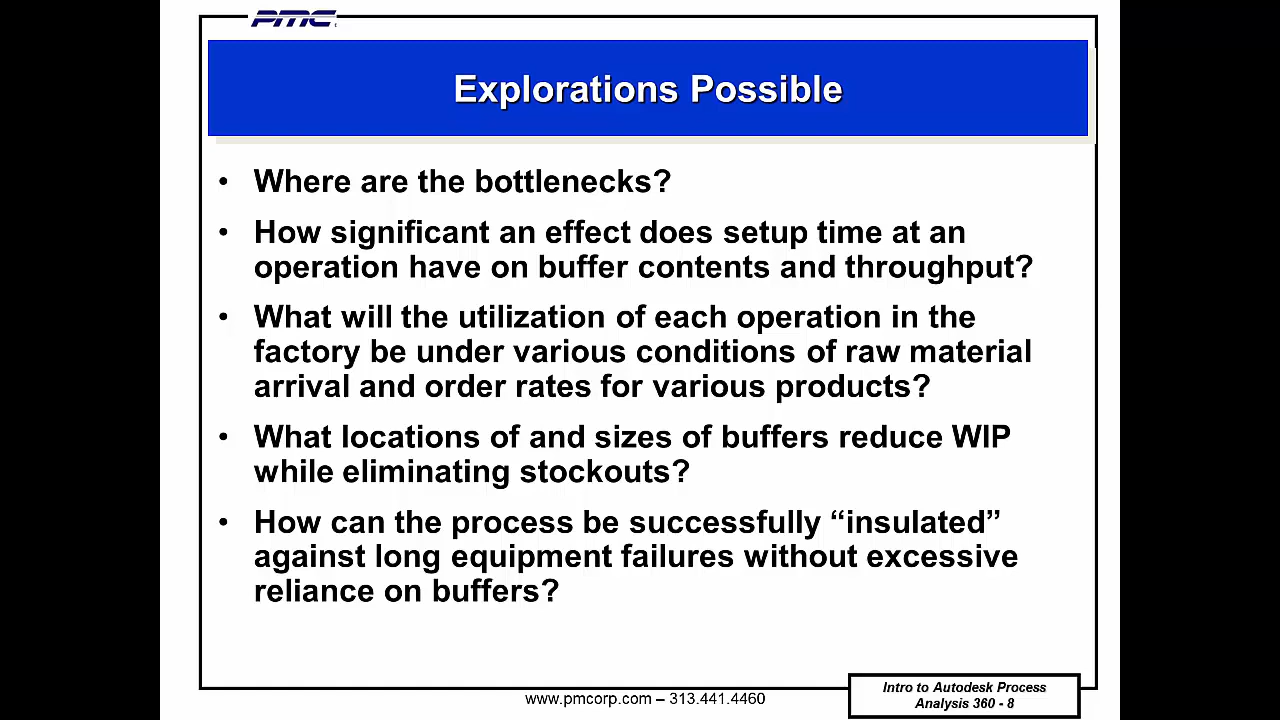 PMC
Explorations Possible
• Where are the bottlenecks?
• How significant an effect does setup time at an
operation have on buffer contents and throughput?
• What will the utilization of each operation in the
factory be under various conditions of raw material
arrival and order rates for various products?
• What locations of and sizes of buffers reduce WIP
while eliminating stockouts?
• How can the process be successfully “insulated”
against long equipment failures without excessive
reliance on buffers?
www.pmcorp.com – 313.441.4460
Intro to Autodesk Process
Analysis 360 - 8